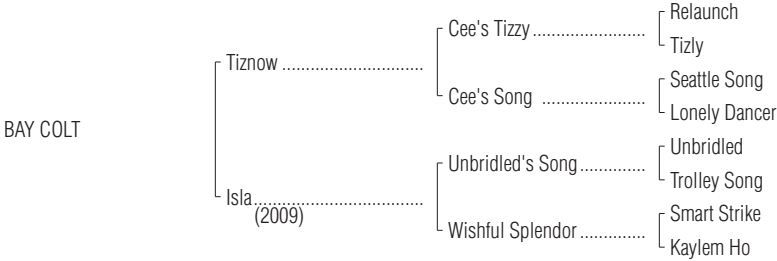 Relaunch
Cee's Tizzy ........................
Tizly
Tiznow ..............................
Seattle Song
Cee's Song ......................
Lonely Dancer
BAY COLT
Unbridled
Unbridled's Song ..............
Trolley Song
Isla....................................
(2009)
Smart Strike
Wishful Splendor ..............
Kaylem Ho